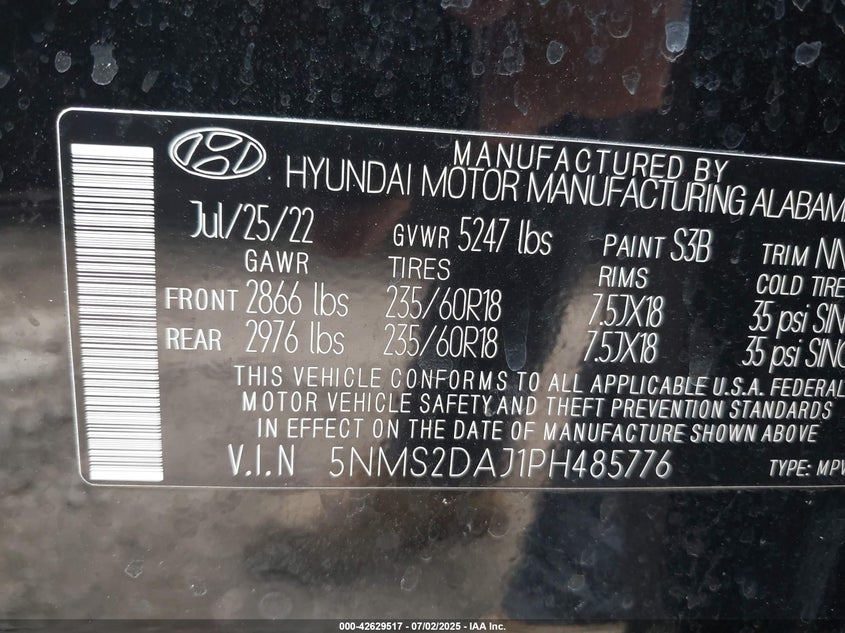 MANUFACTURED BY
HYUNDAI MOTOR MANUFACTURING ALABAM
Jul/25/22 GVWR 5247 lbs PAINT S3B TRIM NN
GAWR TIRES RIMS COLD TIRE
FRONT 2866 lbs 235/60R18 7.5JX18 35 psi SIN
REAR 2976 lbs 235/60R18 7.5JX18 35 psi SING
THIS VEHICLE CONFORMS TO ALL APPLICABLE U.S.A. FEDERAL
MOTOR VEHICLE SAFETY AND THEFT PREVENTION STANDARDS
IN EFFECT ON THE DATE OF MANUFACTURE SHOWN ABOVE
V.I.N 5NMS2DAJ1PH485776 TYPE: MPV
000-42629517 - 07/02/2025 - IAA Inc.